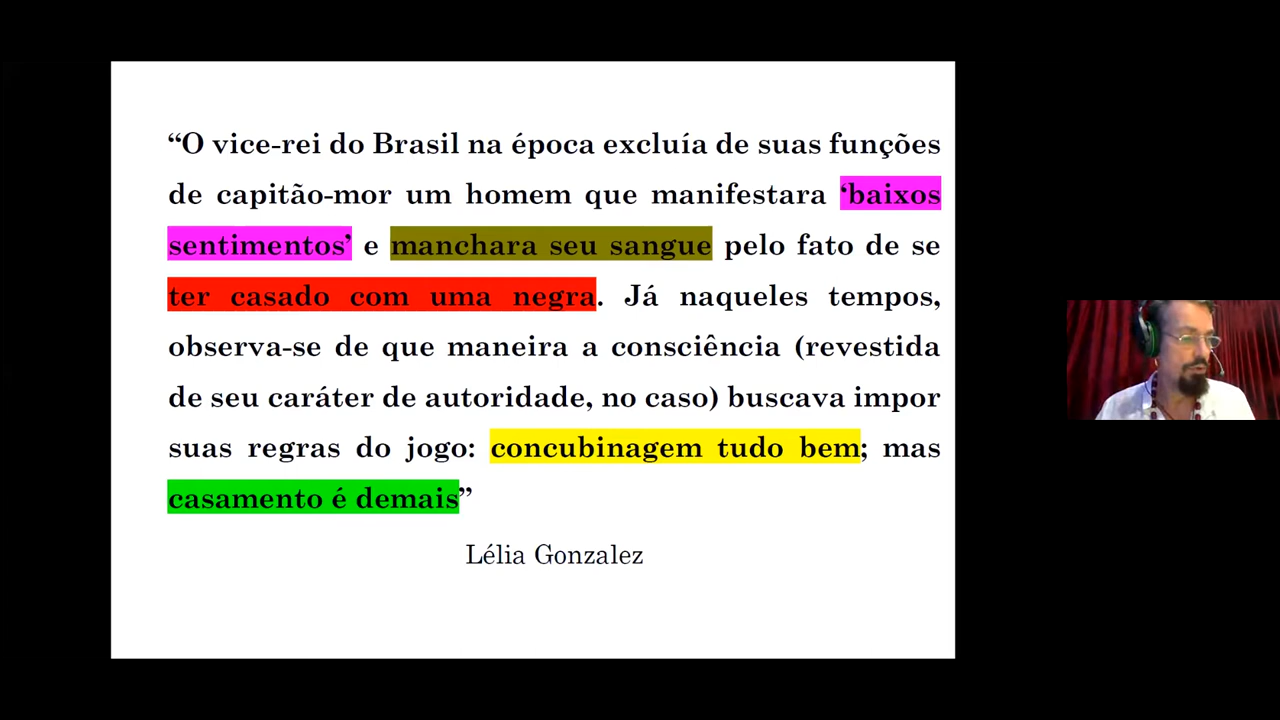 “O vice-rei do Brasil na época excluía de suas funções
de capitão-mor um homem que manifestara ‘baixos
sentimentos’ e manchara seu sangue pelo fato de se
ter casado com uma negra. Já naqueles tempos,
observa-se de que maneira a consciência (revestida
de seu caráter de autoridade, no caso) buscava impor
suas regras do jogo: concubinagem tudo bem; mas
casamento é demais”
Lélia Gonzalez